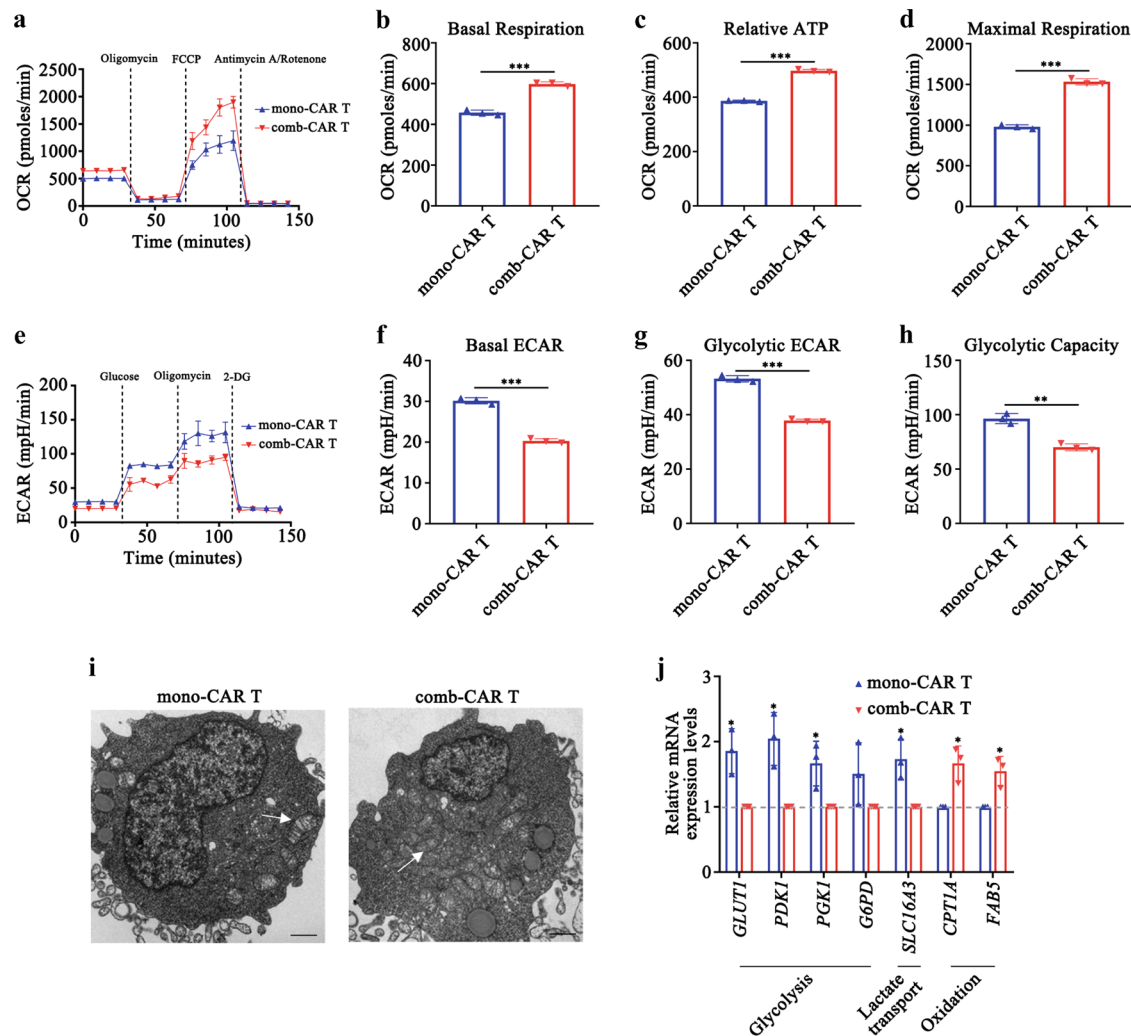 a
Oligomycin FCCP Antimycin A/Rotenone
OCR (pmoles/min)
2500
2000
1500
1000
500
0
mono-CAR T
comb-CAR T
0 50 100 150
Time (minutes)
b
Basal Respiration
***
OCR (pmoles/min)
800
600
400
200
0
mono-CAR T
comb-CAR T
c
Relative ATP
***
OCR (pmoles/min)
600
400
200
0
mono-CAR T
comb-CAR T
d
Maximal Respiration
***
OCR (pmoles/min)
2000
1500
1000
500
0
mono-CAR T
comb-CAR T
e
Glucose Oligomycin 2-DG
ECAR (mpH/min)
200
150
100
50
0
mono-CAR T
comb-CAR T
0 50 100 150
Time (minutes)
f
Basal ECAR
***
ECAR (mpH/min)
40
30
20
10
0
mono-CAR T
comb-CAR T
g
Glycolytic ECAR
***
ECAR (mpH/min)
60
40
20
0
mono-CAR T
comb-CAR T
h
Glycolytic Capacity
**
ECAR (mpH/min)
150
100
50
0
mono-CAR T
comb-CAR T
i
mono-CAR T
comb-CAR T
j
mono-CAR T
comb-CAR T
Relative mRNA
expression levels
3
2
1
0
* * * * * *
GLUT1
PDK1
PGK1
G6PD
SLC16A3
CPT1A
FAB5
Glycolysis
Lactate
transport
Oxidation